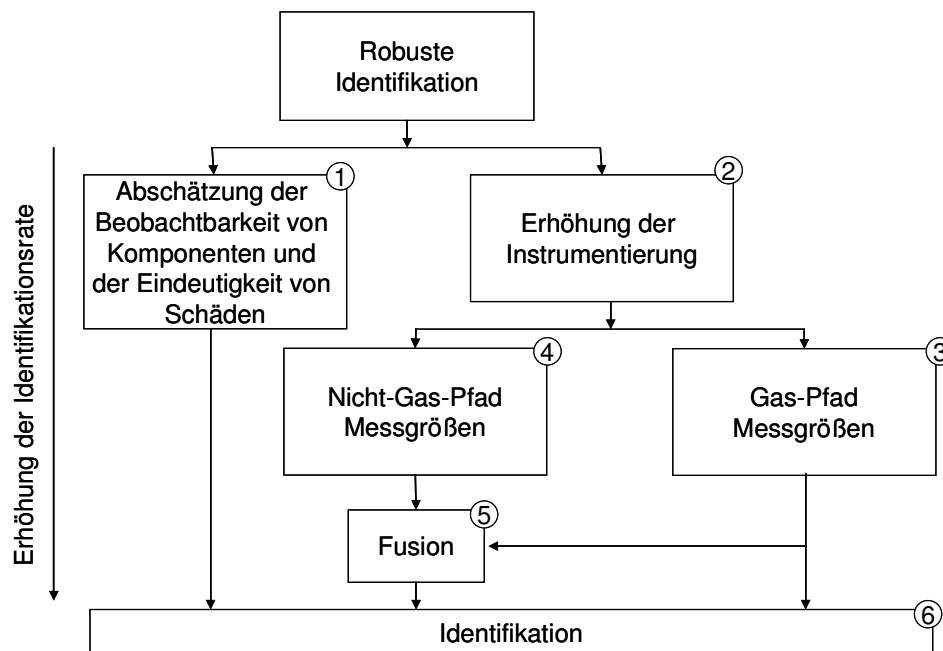 Robuste
Identifikation
Erhöhung der Identifikationsrate
1
Abschätzung der
Beobachtbarkeit von
Komponenten und
der Eindeutigkeit von
Schäden
2
Erhöhung der
Instrumentierung
4
Nicht-Gas-Pfad
Messgrößen
3
Gas-Pfad
Messgrößen
5
Fusion
6
Identifikation